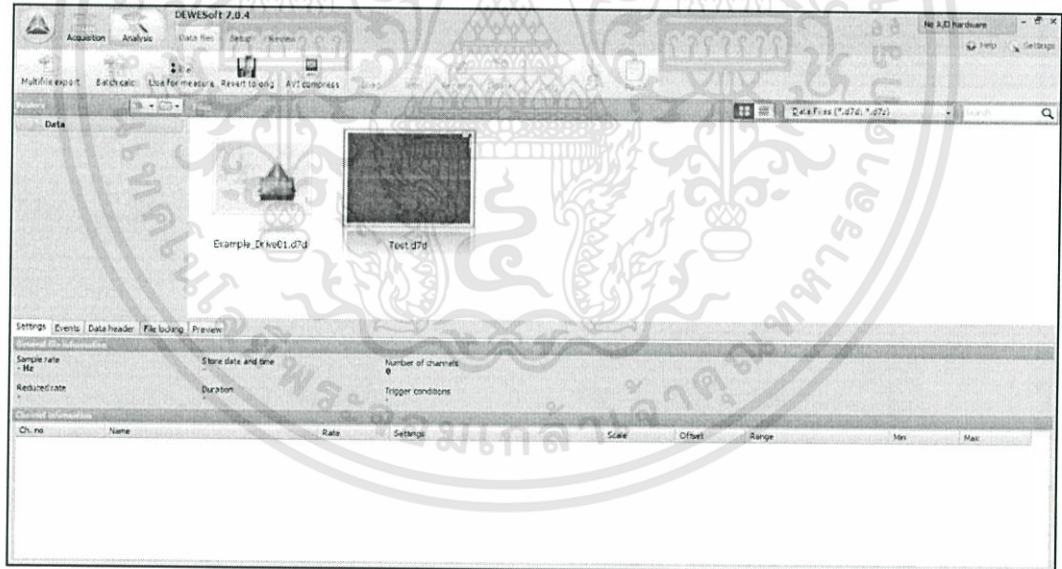 DEWESoft 7.0.4
No A/D hardware
Acquisition Analysis Data files Setup Review
Help Settings
Multifile export Batch calc Use for measure Revert to orig AVI compress
Folders
Data Files (*.d7d; *.d7z)
Search
Data
Example_Drive01.d7d
Test.d7d
Settings Events Data header File locking Preview
General file information
Sample rate Store date and time Number of channels
- Hz - 0
Reduced rate Duration Trigger conditions
- - -
Channel information
Ch. no Name Rate Settings Scale Offset Range Min Max